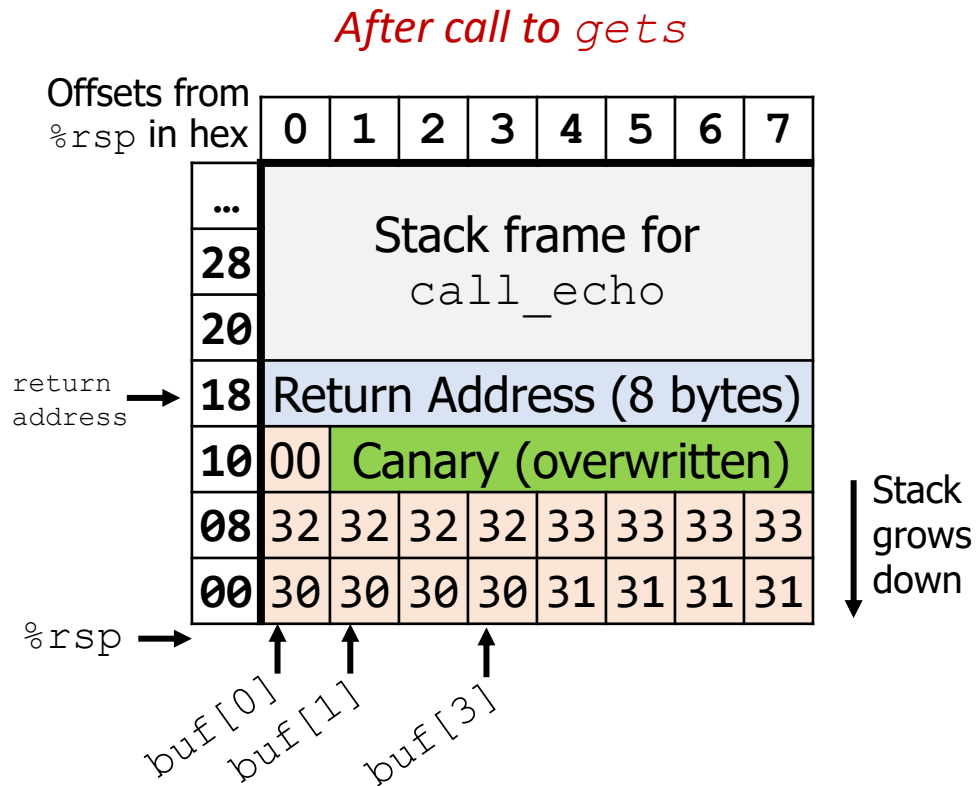 After call to gets
Offsets from
%rsp in hex
0 1 2 3 4 5 6 7
…
Stack frame for
call_echo
28
20
return
address
18 Return Address (8 bytes)
10 00 Canary (overwritten)
08 32 32 32 32 33 33 33 33
00 30 30 30 30 31 31 31 31
Stack
grows
down
%rsp
buf[0]
buf[1]
buf[3]